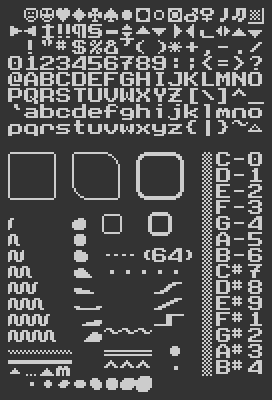 ☺☻♥♦♣♠•◘○◙♂♀♪♫☼
►◄↕‼¶§▬↨↑↓→←∟↔▲▼
!"#$%&'()*+,-./
0123456789:;<=>?
@ABCDEFGHIJKLMNO
PQRSTUVWXYZ[\]^_
`abcdefghijklmno
pqrstuvwxyz{|}~⌂
C-0
D-1
E-2
F-3
G-4
A-5
B-6
C#7
D#8
E#9
F#1
G#2
A#3
B#4
(64)
...▲m